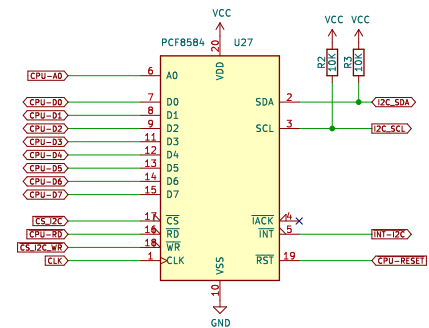 VCC
VCC VCC
PCF8584 U27
20
VDD
R2 10K
R3 10K
CPU-A0 6 A0
CPU-D0 7 D0 SDA 2 I2C_SDA
CPU-D1 8 D1
CPU-D2 9 D2 SCL 3 I2C_SCL
CPU-D3 11 D3
CPU-D4 12 D4
CPU-D5 13 D5
CPU-D6 14 D6
CPU-D7 15 D7
CS_I2C 17 CS IACK 4
CPU-RD 16 RD INT 5 INT-I2C
CS_I2C_WR 18 WR
CLK 1 CLK RST 19 CPU-RESET
VSS
10
GND